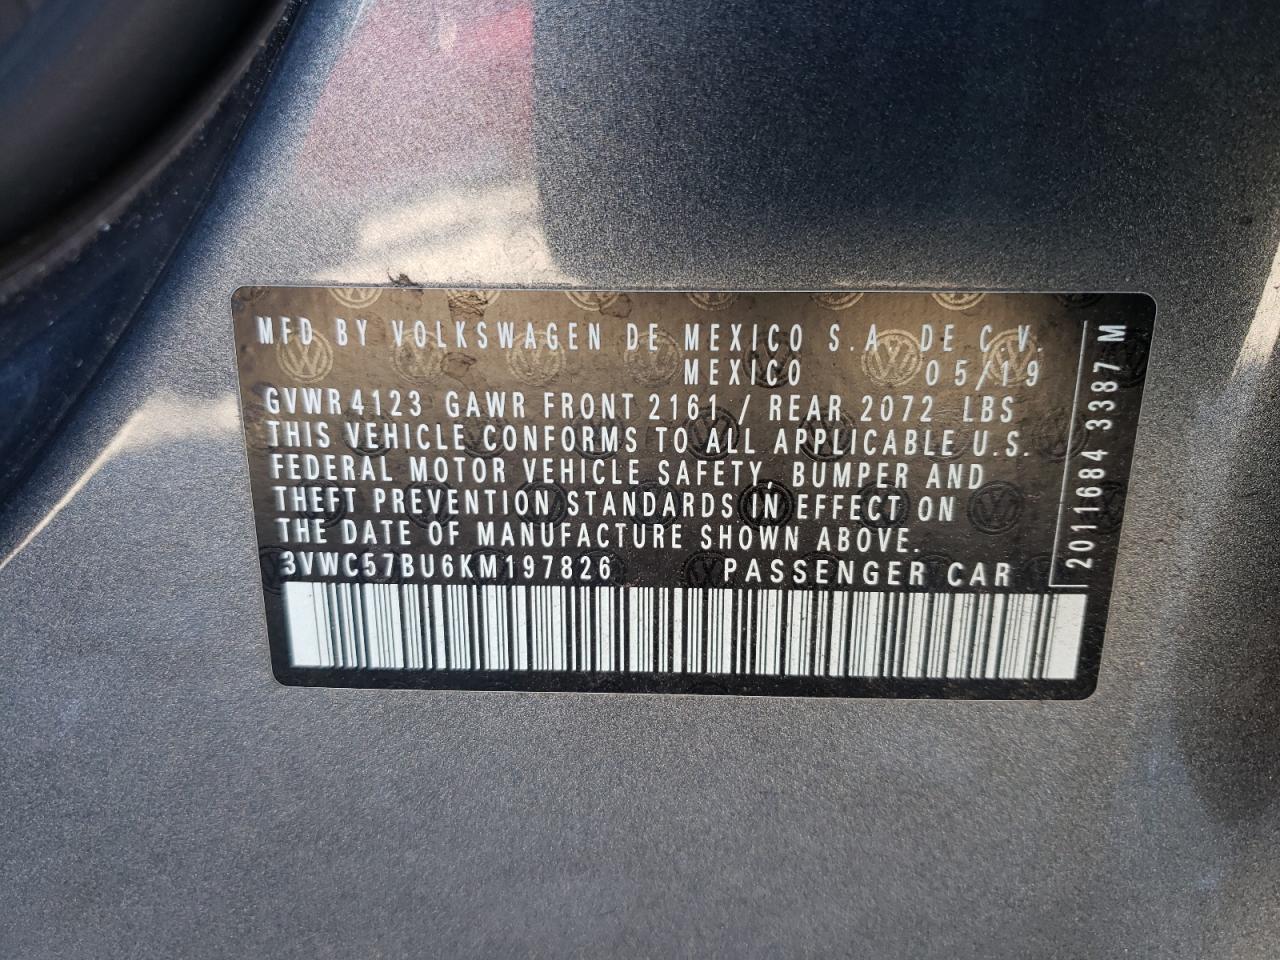 MFD BY VOLKSWAGEN DE MEXICO S.A. DE C.V.
MEXICO 05/19
GVWR 4123 GAWR FRONT 2161 / REAR 2072 LBS
THIS VEHICLE CONFORMS TO ALL APPLICABLE U.S.
FEDERAL MOTOR VEHICLE SAFETY, BUMPER AND
THEFT PREVENTION STANDARDS IN EFFECT ON
THE DATE OF MANUFACTURE SHOWN ABOVE.
3VWC57BU6KM197826 PASSENGER CAR
2011684 3387 M